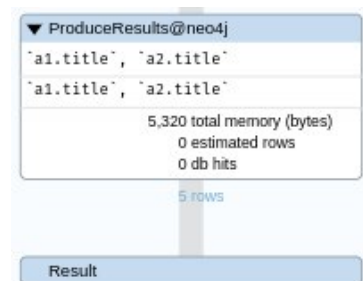 ▼ ProduceResults@neo4j
`a1.title`, `a2.title`
`a1.title`, `a2.title`
5,320 total memory (bytes)
0 estimated rows
0 db hits
5 rows
Result